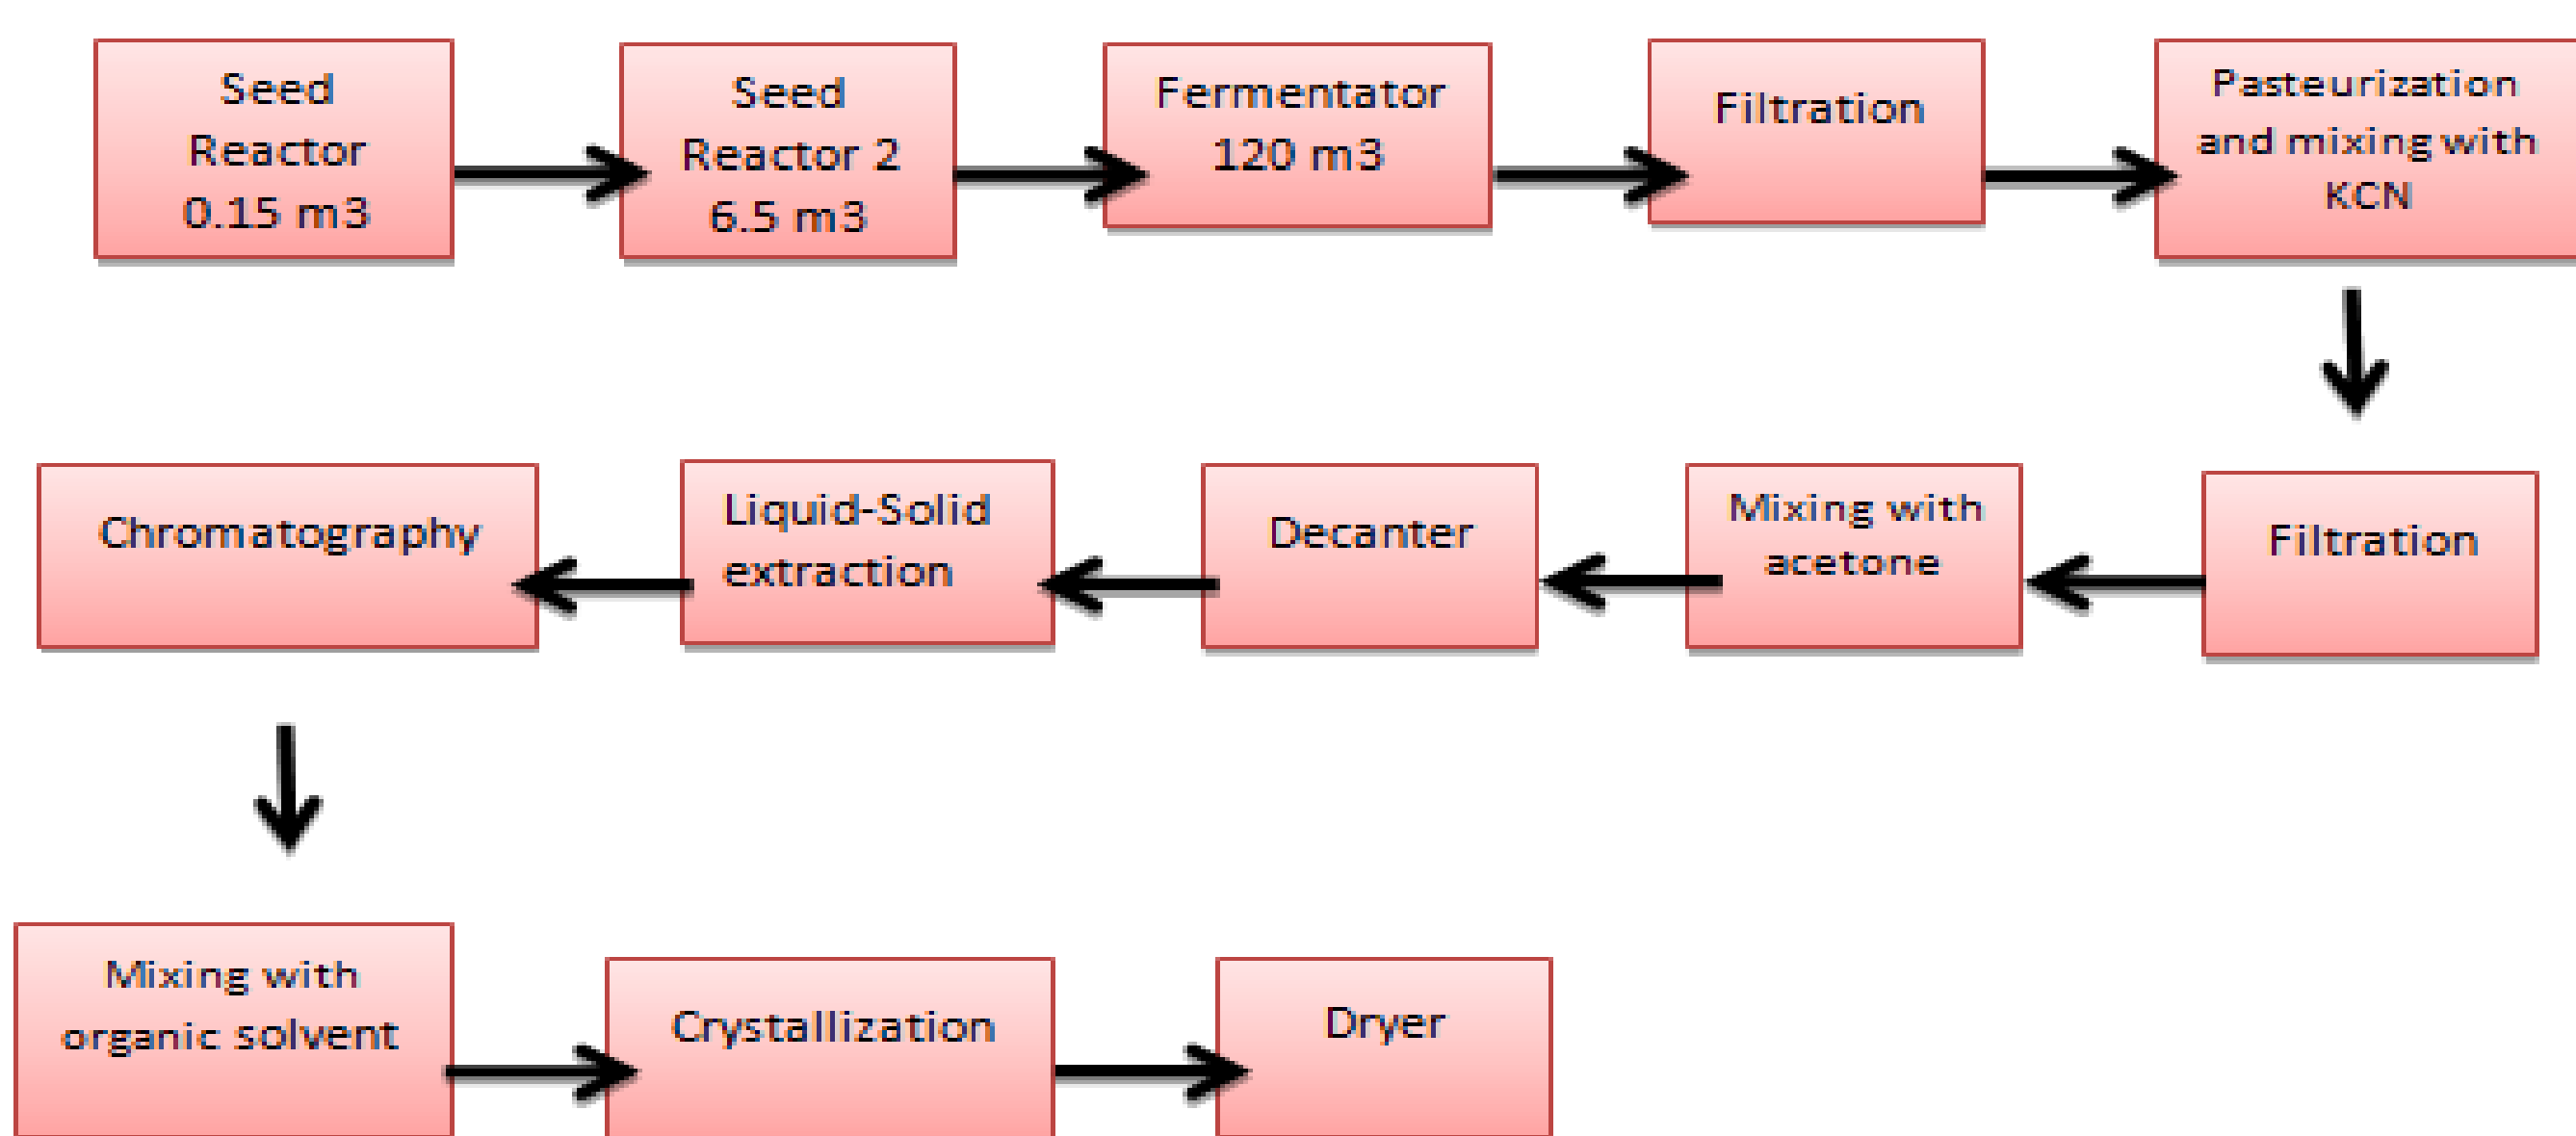 Seed
Reactor
0.15 m3
Seed
Reactor 2
6.5 m3
Fermentator
120 m3
Filtration
Pasteurization
and mixing with
KCN
Filtration
Mixing with
acetone
Decanter
Liquid-Solid
extraction
Chromatography
Mixing with
organic solvent
Crystallization
Dryer